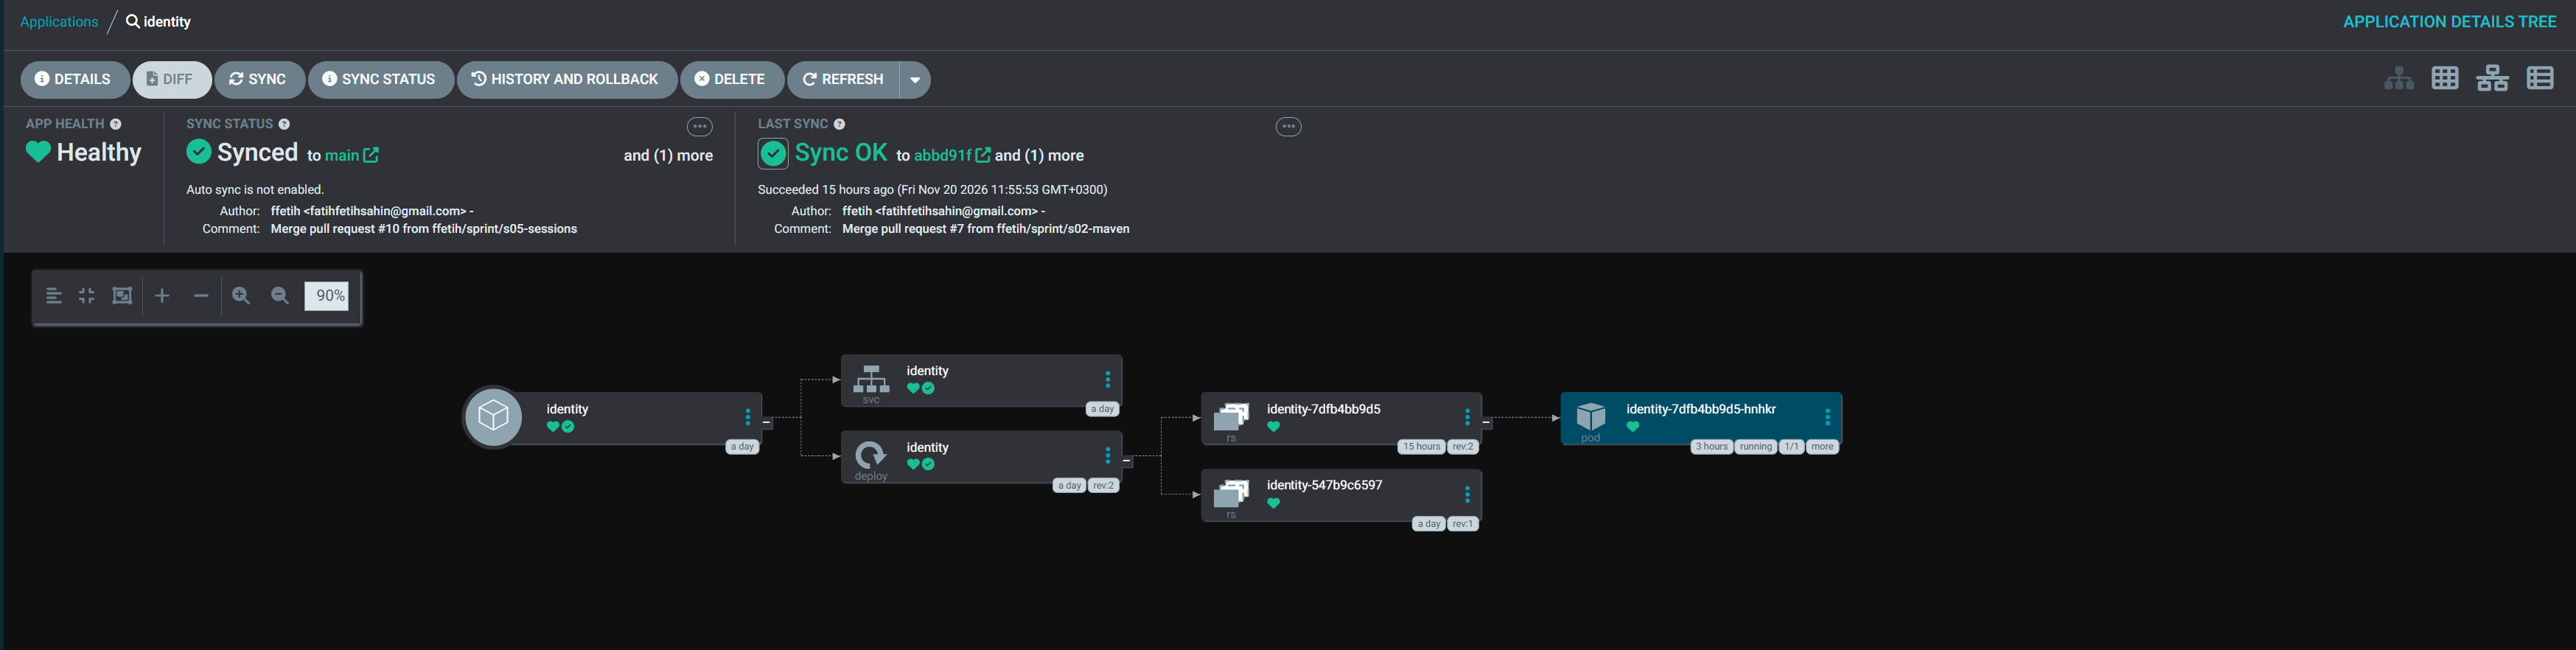 Applications / identity
APPLICATION DETAILS TREE
DETAILS
DIFF
SYNC
SYNC STATUS
HISTORY AND ROLLBACK
DELETE
REFRESH
APP HEALTH
Healthy
SYNC STATUS
Synced to main
and (1) more
Auto sync is not enabled.
Author: ffetih <fatihfetihsahin@gmail.com> -
Comment: Merge pull request #10 from ffetih/sprint/s05-sessions
LAST SYNC
Sync OK to abbd91f and (1) more
Succeeded 15 hours ago (Fri Nov 20 2026 11:55:53 GMT+0300)
Author: ffetih <fatihfetihsahin@gmail.com> -
Comment: Merge pull request #7 from ffetih/sprint/s02-maven
90%
identity
a day
identity
svc
a day
identity
deploy
a day rev:2
identity-7dfb4bb9d5
rs
15 hours rev:2
identity-547b9c6597
rs
a day rev:1
identity-7dfb4bb9d5-hnhkr
pod
3 hours running 1/1 more